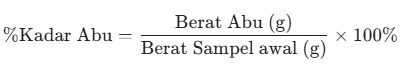 %Kadar Abu = Berat Abu (g) / Berat Sampel awal (g) × 100%